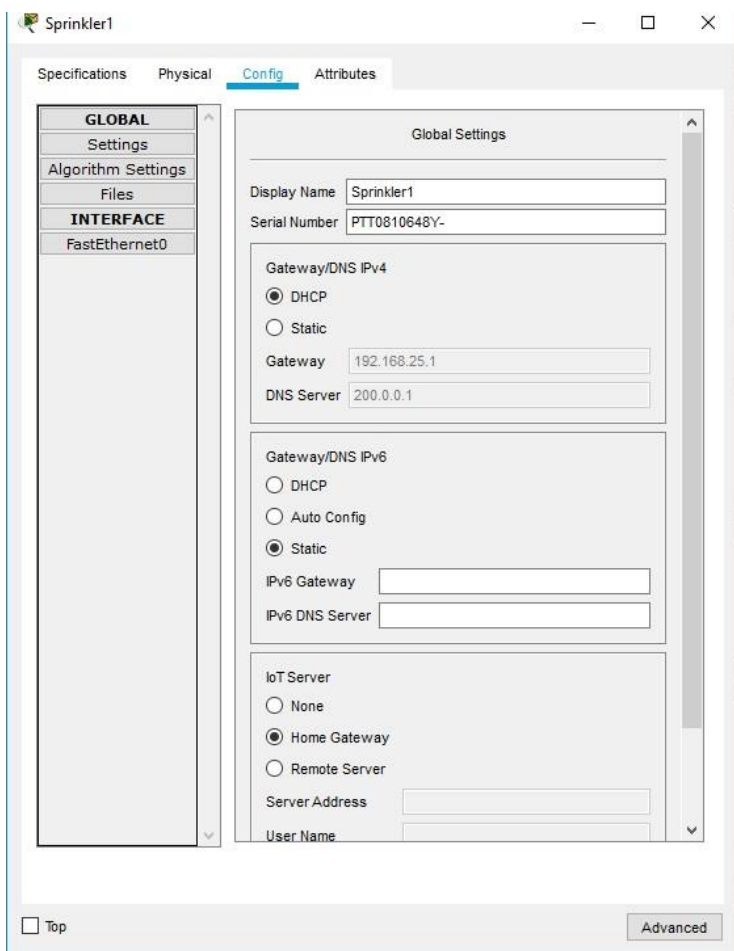 Sprinkler1
Specifications Physical Config Attributes
GLOBAL
Settings
Algorithm Settings
Files
INTERFACE
FastEthernet0
Global Settings
Display Name Sprinkler1
Serial Number PTT0810648Y-
Gateway/DNS IPv4
DHCP
Static
Gateway 192.168.25.1
DNS Server 200.0.0.1
Gateway/DNS IPv6
DHCP
Auto Config
Static
IPv6 Gateway
IPv6 DNS Server
IoT Server
None
Home Gateway
Remote Server
Server Address
User Name
Top Advanced